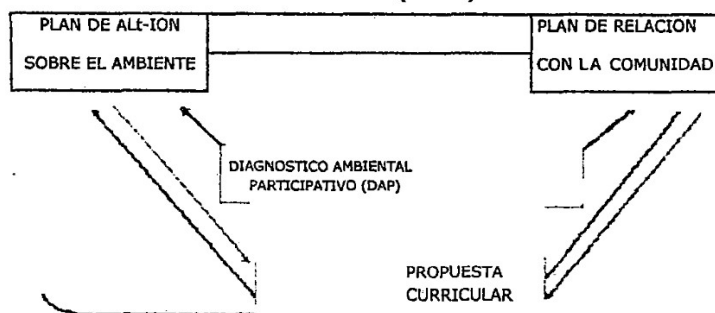 PLAN DE ALt-ION
SOBRE EL AMBIENTE
PLAN DE RELACION
CON LA COMUNIDAD
DIAGNOSTICO AMBIENTAL
PARTICIPATIVO (DAP)
PROPUESTA
CURRICULAR